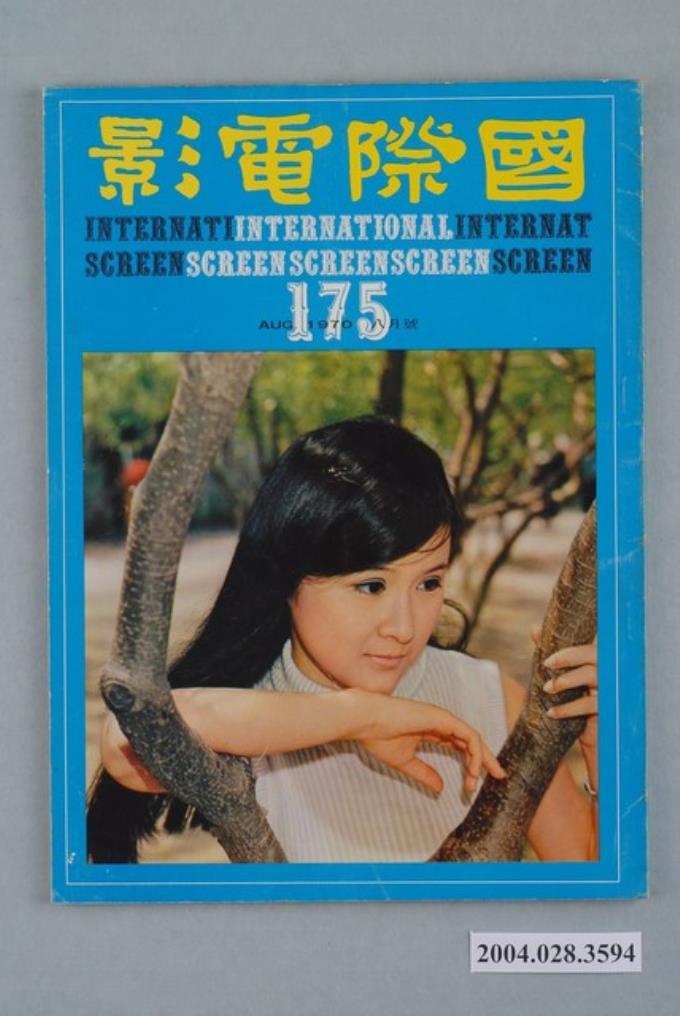 國際電影
INTERNATIINTERNATIONALINTERNAT
SCREENSCREENSCREENSCREENSCREEN
175
AUG. 1970 八月號
2004.028.3594